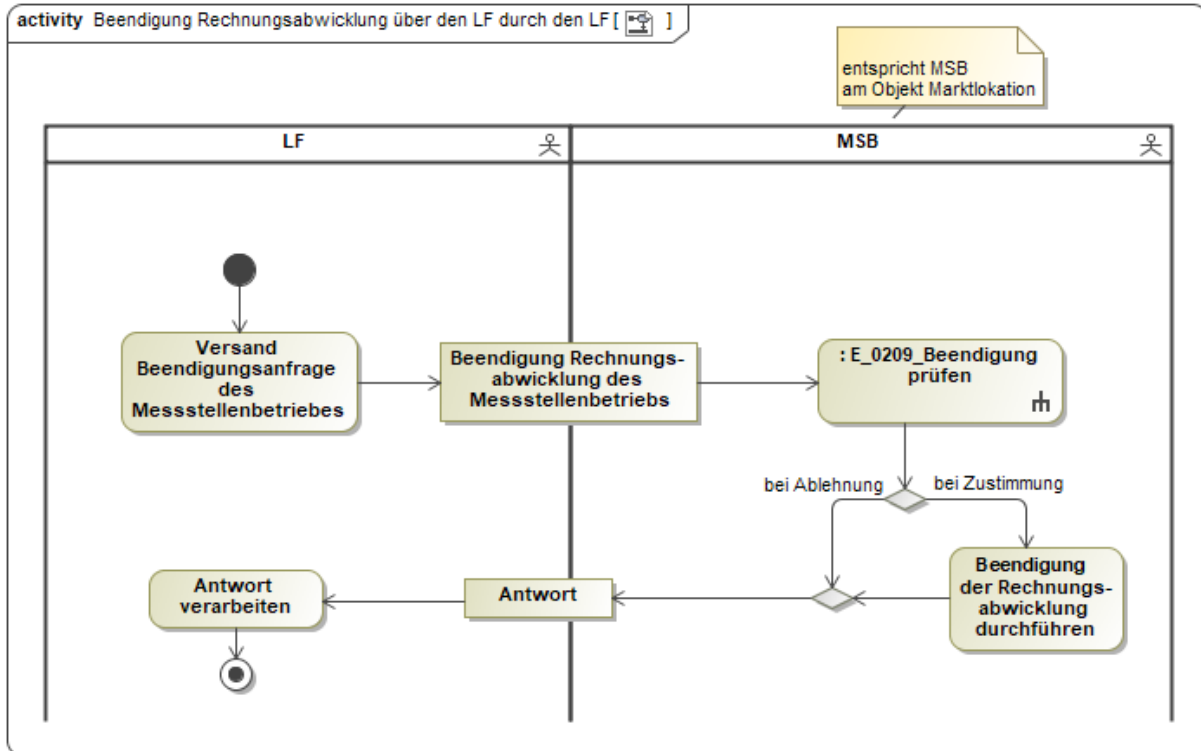 activity Beendigung Rechnungsabwicklung über den LF durch den LF [ ]
entspricht MSB
am Objekt Marktlokation
LF
MSB
Versand
Beendigungsanfrage
des
Messstellenbetriebes
Beendigung Rechnungs-
abwicklung des
Messstellenbetriebs
: E_0209_Beendigung
prüfen
bei Ablehnung
bei Zustimmung
Beendigung
der Rechnungs-
abwicklung
durchführen
Antwort
Antwort
verarbeiten